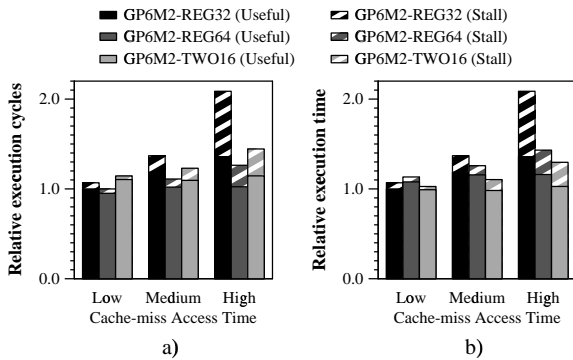 GP6M2-REG32 (Useful) GP6M2-REG32 (Stall)
GP6M2-REG64 (Useful) GP6M2-REG64 (Stall)
GP6M2-TWO16 (Useful) GP6M2-TWO16 (Stall)
Relative execution cycles
2.0
1.0
0.0
Low Medium High
Cache-miss Access Time
a)
Relative execution time
2.0
1.0
0.0
Low Medium High
Cache-miss Access Time
b)